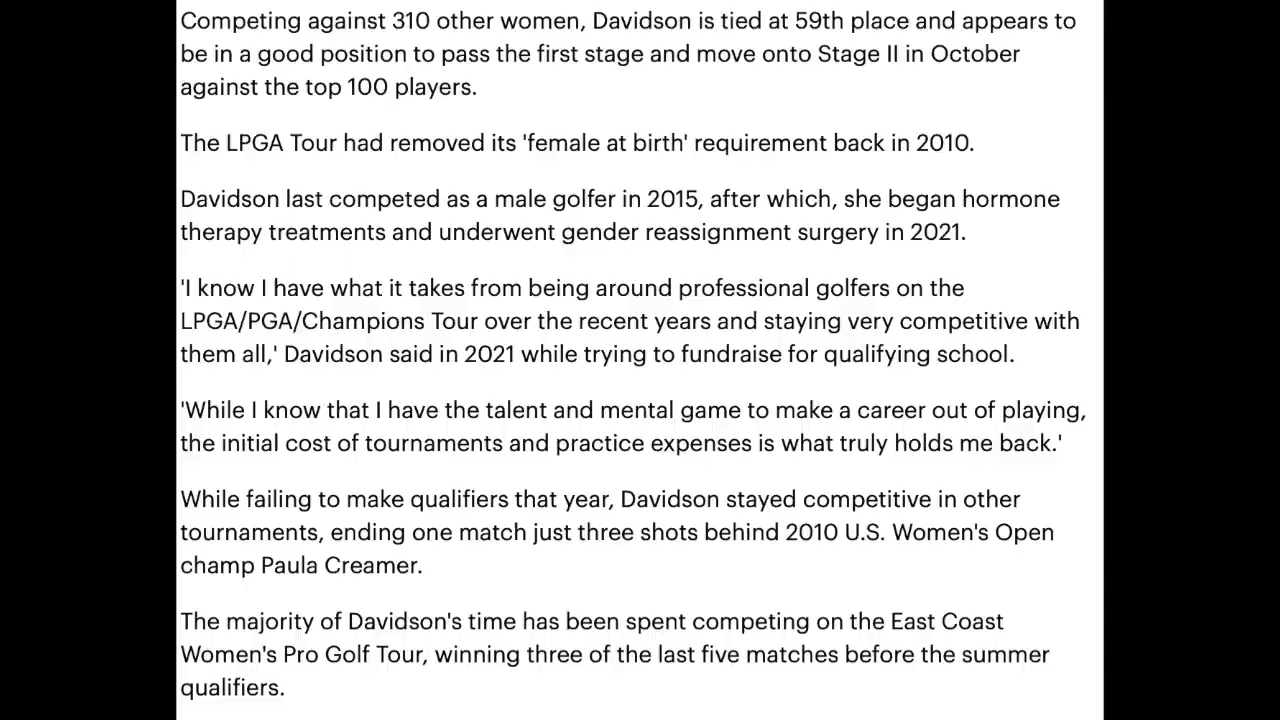 Competing against 310 other women, Davidson is tied at 59th place and appears to
be in a good position to pass the first stage and move onto Stage II in October
against the top 100 players.
The LPGA Tour had removed its 'female at birth' requirement back in 2010.
Davidson last competed as a male golfer in 2015, after which, she began hormone
therapy treatments and underwent gender reassignment surgery in 2021.
'I know I have what it takes from being around professional golfers on the
LPGA/PGA/Champions Tour over the recent years and staying very competitive with
them all,' Davidson said in 2021 while trying to fundraise for qualifying school.
'While I know that I have the talent and mental game to make a career out of playing,
the initial cost of tournaments and practice expenses is what truly holds me back.'
While failing to make qualifiers that year, Davidson stayed competitive in other
tournaments, ending one match just three shots behind 2010 U.S. Women's Open
champ Paula Creamer.
The majority of Davidson's time has been spent competing on the East Coast
Women's Pro Golf Tour, winning three of the last five matches before the summer
qualifiers.